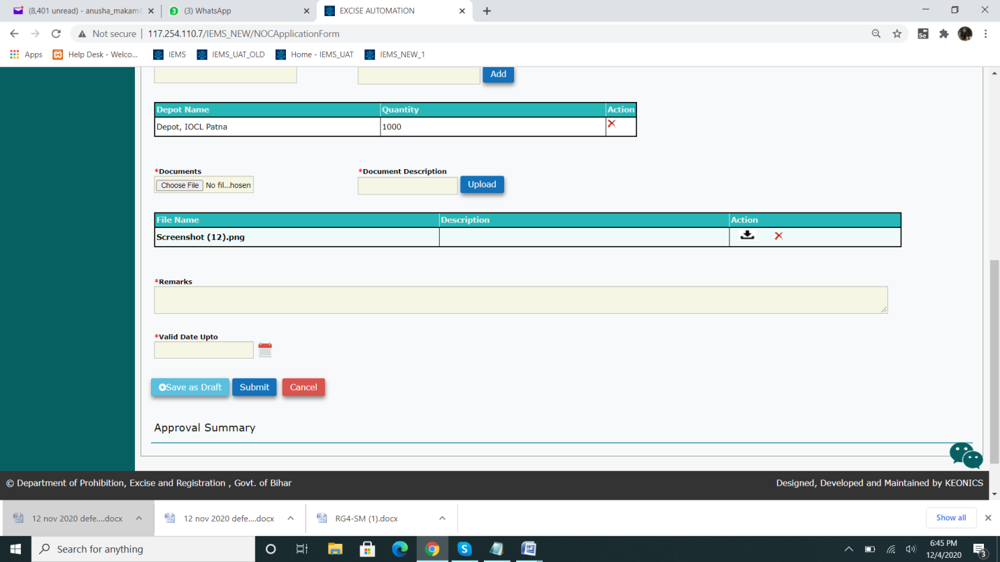 (8,401 unread) - anusha_makam
(3) WhatsApp
EXCISE AUTOMATION
Not secure | 117.254.110.7/IEMS_NEW/NOCApplicationForm
Apps Help Desk - Welco... IEMS IEMS_UAT_OLD Home - IEMS_UAT IEMS_NEW_1
Add
Depot Name Quantity Action
Depot, IOCL Patna 1000
*Documents *Document Description
Choose File No fil...hosen Upload
File Name Description Action
Screenshot (12).png
*Remarks
*Valid Date Upto
Save as Draft Submit Cancel
Approval Summary
© Department of Prohibition, Excise and Registration , Govt. of Bihar Designed, Developed and Maintained by KEONICS
12 nov 2020 defe....docx 12 nov 2020 defe....docx RG4-SM (1).docx Show all
Search for anything
6:45 PM
12/4/2020
3